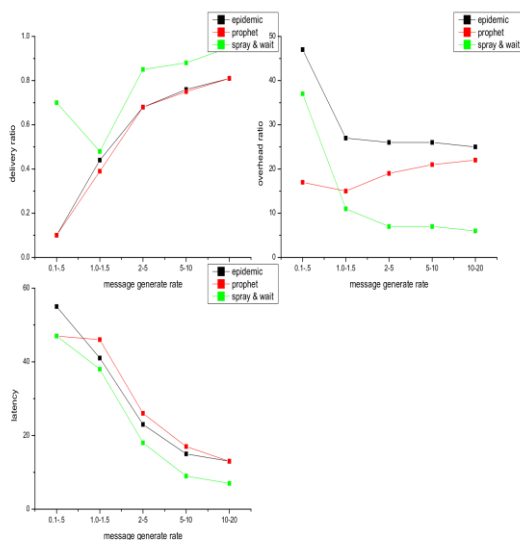 epidemic
prophet
spray & wait
1.0
0.8
0.6
0.4
0.2
0.0
delivery ratio
0.1-.5
1.0-1.5
2-5
5-10
10-20
message generate rate
epidemic
prophet
spray & wait
50
40
30
20
10
0
overhead ratio
0.1-.5
1.0-1.5
2-5
5-10
10-20
message generate rate
epidemic
prophet
spray & wait
60
40
20
0
latency
0.1-.5
1.0-1.5
2-5
5-10
10-20
message generate rate